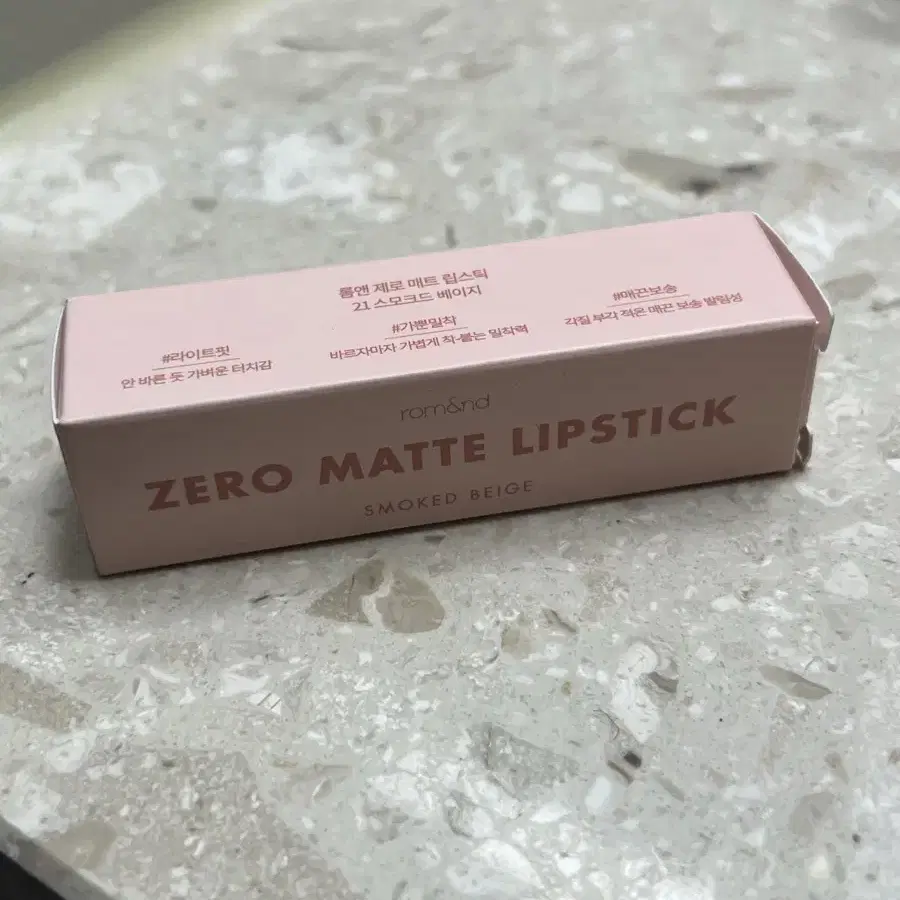 롬앤 제로 매트 립스틱
21 스모크드 베이지
#라이트핏
안 바른 듯 가벼운 터치감
#가뿐밀착
바르자마자 가볍게 착-붙는 밀착력
#매끈보송
각질 부각 적은 매끈 보송 발림성
rom&nd
ZERO MATTE LIPSTICK
SMOKED BEIGE